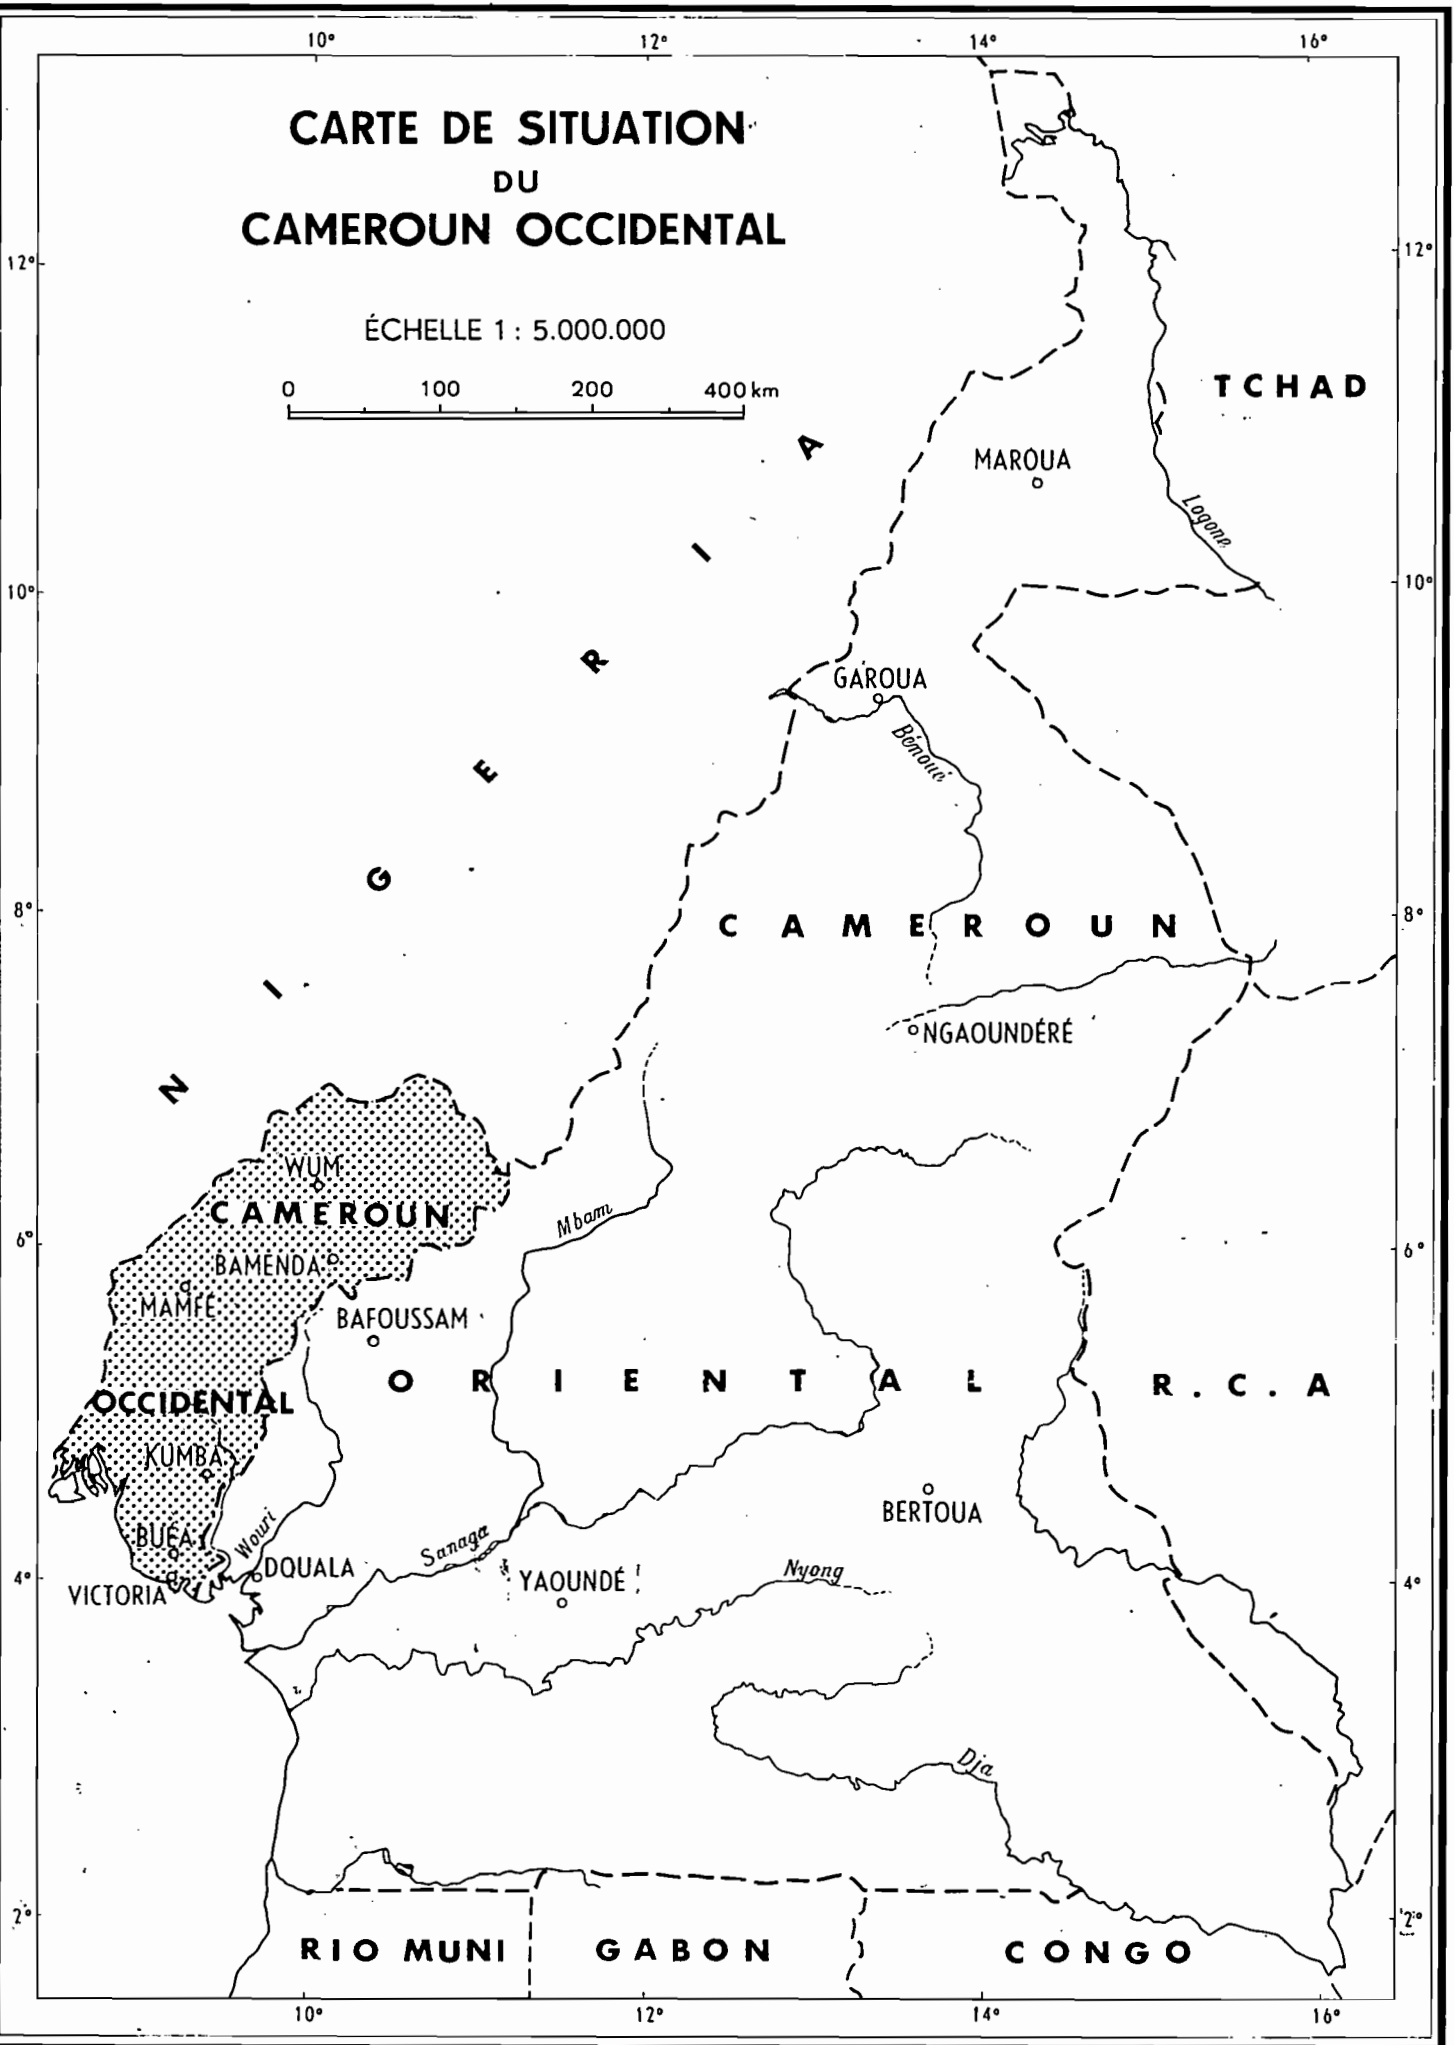 10° 12° 14° 16°
CARTE DE SITUATION
DU
CAMEROUN OCCIDENTAL
12° 12°
ÉCHELLE 1 : 5.000.000
0 100 200 400 km
TCHAD
MAROUA
Logone
10° 10°
NIGERIA
GAROUA
Bénoué
8° 8°
CAMEROUN
NGAOUNDÉRÉ
WUM
CAMEROUN
Mbam
6° 6°
BAMENDA
MAMFÉ
BAFOUSSAM
ORIENTAL
R.C.A
OCCIDENTAL
KUMBA
BERTOUA
BUEA
Wouri
Sanaga
DOUALA
Nyong
4° 4°
VICTORIA
YAOUNDÉ
Dja
2° 2°
RIO MUNI
GABON
CONGO
10° 12° 14° 16°